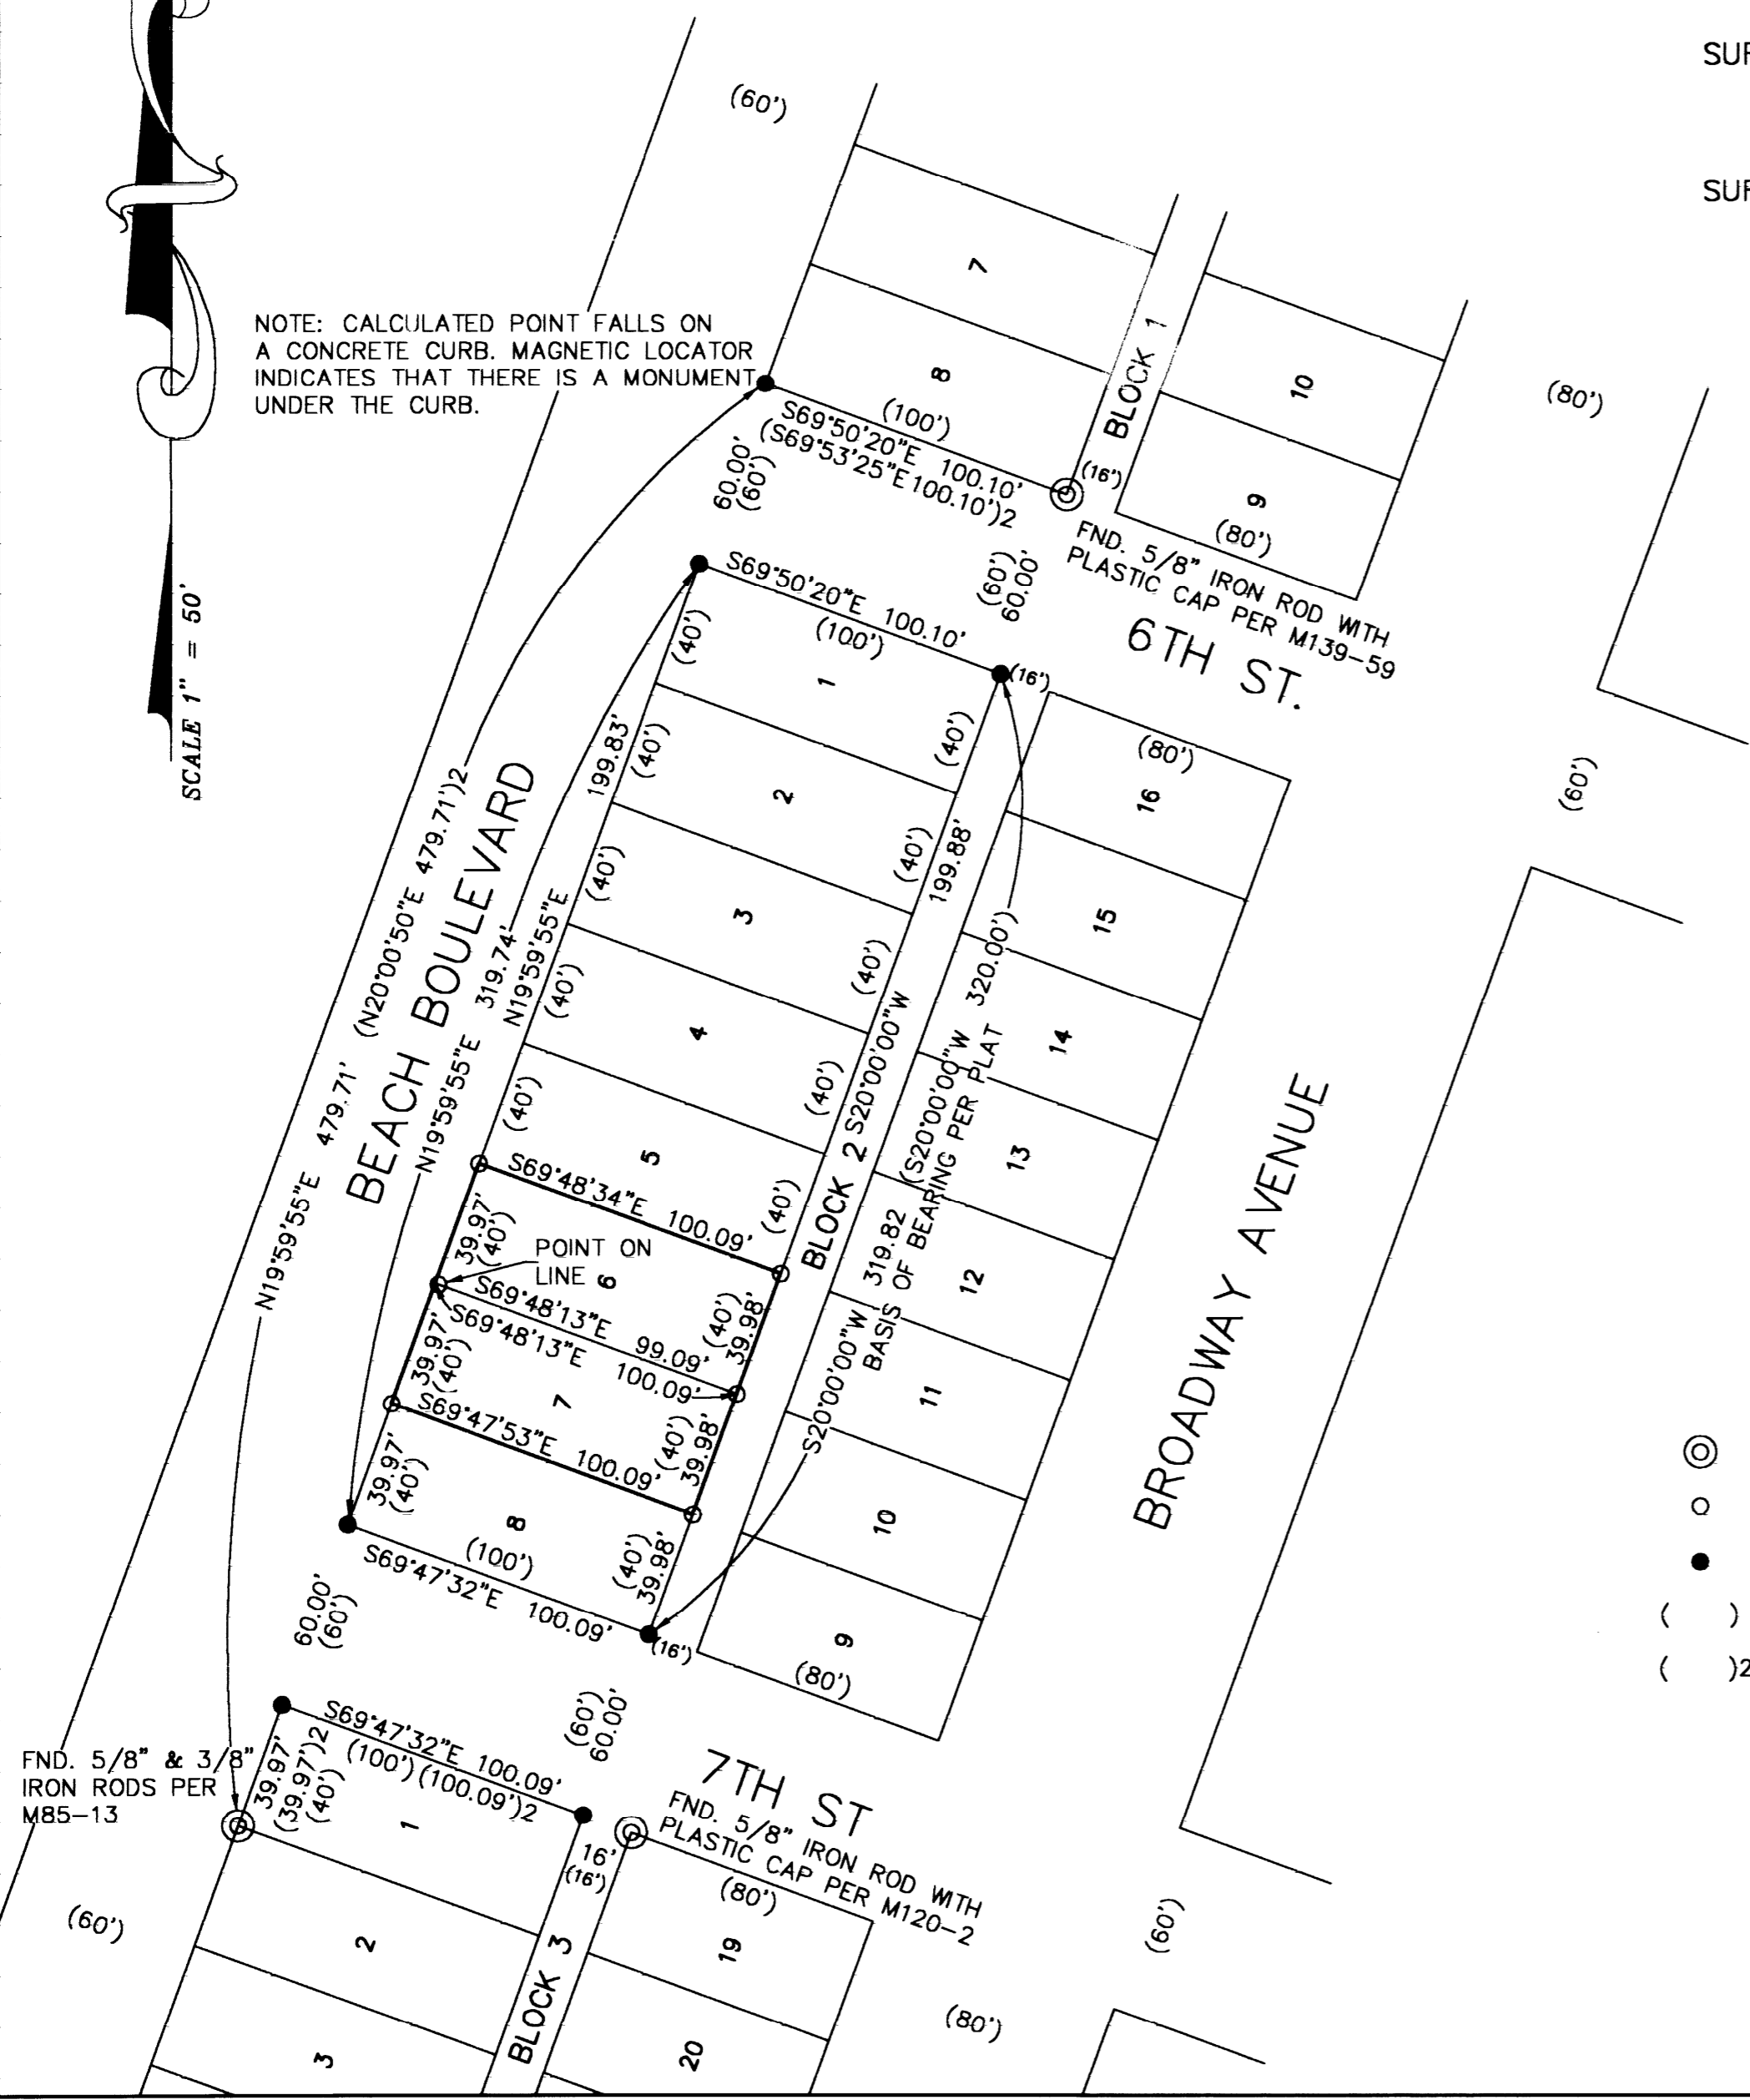 SUR
SUR
(60')
NOTE: CALCULATED POINT FALLS ON
A CONCRETE CURB. MAGNETIC LOCATOR
INDICATES THAT THERE IS A MONUMENT
UNDER THE CURB.
SCALE 1" = 50'
7
8
(100')
S69°50'20"E 100.10'
(S69°53'25"E 100.10')2
BLOCK 1
(16')
10
9
(80')
(80')
60.00'
(60')
FND. 5/8" IRON ROD WITH
PLASTIC CAP PER M139-59
6TH ST.
(60')
60.00'
S69°50'20"E 100.10'
(100')
(16')
(40')
1
(40')
199.83'
(40')
2
(40')
(40')
3
(40')
199.88'
(40')
4
(40')
(40')
5
(40')
(80')
16
15
14
13
12
11
10
9
(80')
(60')
BEACH BOULEVARD
N19°59'55"E 479.71' (N20°00'50"E 479.71')2
N19°59'55"E 319.74'
N19°59'55"E
BLOCK 2
S20°00'00"W
S20°00'00"W 319.82 (S20°00'00"W 320.00')
BASIS OF BEARING PER PLAT
BROADWAY AVENUE
S69°48'34"E 100.09'
39.97'
(40')
POINT ON
LINE
6
S69°48'13"E 99.09'
S69°48'13"E 100.09'
(40')
39.98'
39.97'
(40')
7
(40')
39.98'
S69°47'53"E 100.09'
39.97'
(40')
8
(100')
(40')
39.98'
S69°47'32"E 100.09'
(16')
60.00'
(60')
(60')
60.00'
S69°47'32"E 100.09'
(100') (100.09')2
FND. 5/8" & 3/8"
IRON RODS PER
M85-13
39.97'
(39.97')2
(40')
1
7TH ST
FND. 5/8" IRON ROD WITH
PLASTIC CAP PER M120-2
16'
(16')
(80')
19
(60')
2
BLOCK 3
3
20
(80')
(60')
( )
( )2